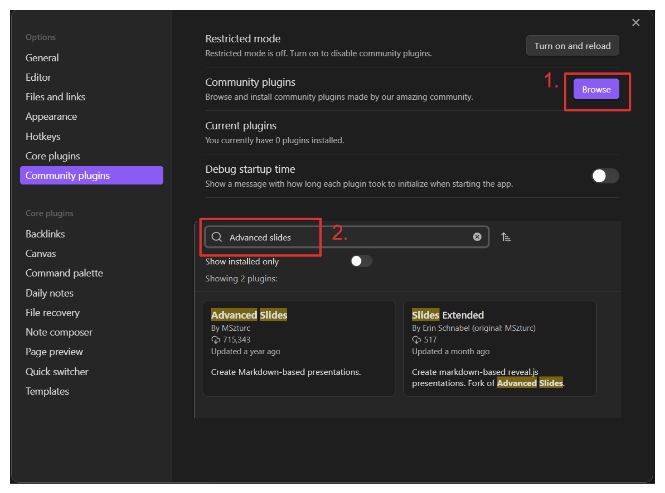 Options
General
Editor
Files and links
Appearance
Hotkeys
Core plugins
Community plugins
Core plugins
Backlinks
Canvas
Command palette
Daily notes
File recovery
Note composer
Page preview
Quick switcher
Templates
Restricted mode
Restricted mode is off. Turn on to disable community plugins.
Turn on and reload
Community plugins
Browse and install community plugins made by our amazing community.
1.
Browse
Current plugins
You currently have 0 plugins installed.
Debug startup time
Show a message with how long each plugin took to initialize when starting the app.
Advanced slides
2.
Show installed only
Showing 2 plugins:
Advanced Slides
By MSzturc
715,343
Updated a year ago
Create Markdown-based presentations.
Slides Extended
By Erin Schnabel (original: MSzturc)
517
Updated a month ago
Create markdown-based reveal.js
presentations. Fork of Advanced Slides.